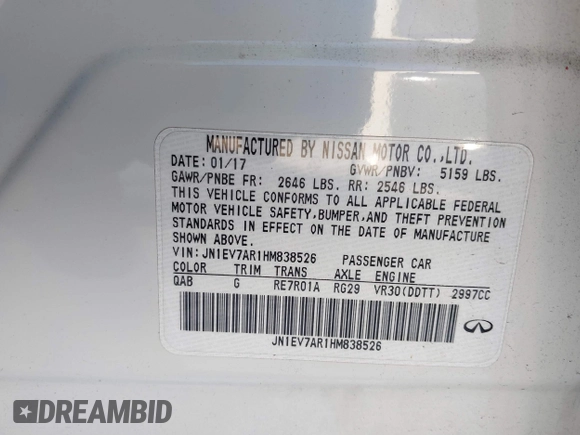 MANUFACTURED BY NISSAN MOTOR CO.,LTD.
DATE: 01/17 GVWR/PNBV: 5159 LBS.
GAWR/PNBE FR: 2646 LBS. RR: 2546 LBS.
THIS VEHICLE CONFORMS TO ALL APPLICABLE FEDERAL
MOTOR VEHICLE SAFETY,BUMPER,AND THEFT PREVENTION
STANDARDS IN EFFECT ON THE DATE OF MANUFACTURE
SHOWN ABOVE.
VIN:JN1EV7AR1HM838526 PASSENGER CAR
COLOR TRIM TRANS AXLE ENGINE
QAB G RE7R01A RG29 VR30(DDTT) 2997CC
JN1EV7AR1HM838526
DREAMBID